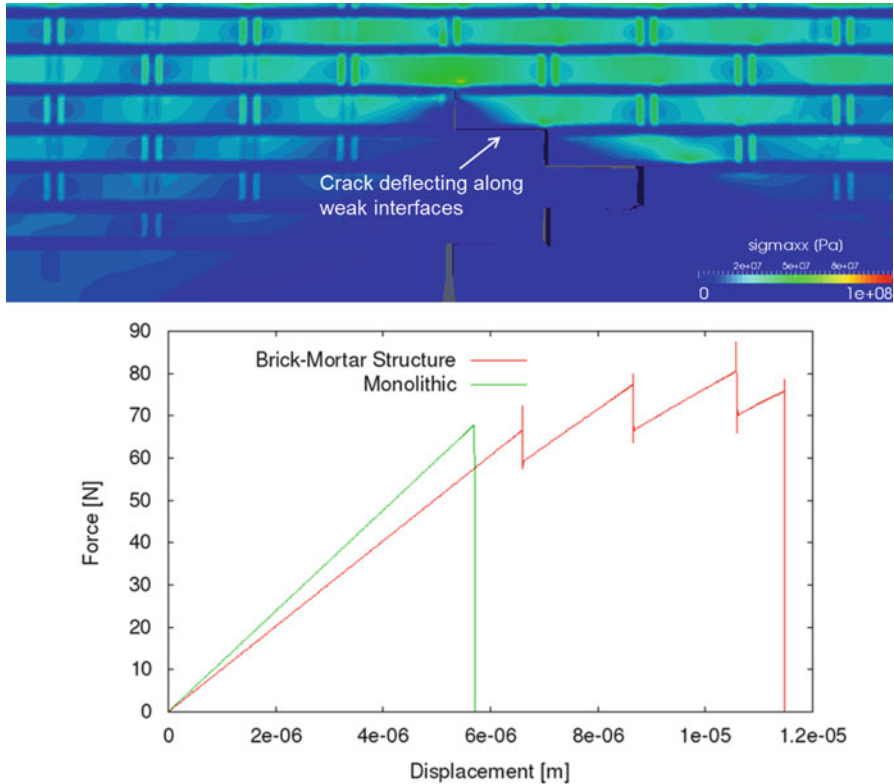 Crack deflecting along
weak interfaces
sigmaxx [Pa]
2e+07 5e+07 8e+07
0 1e+08
90
Brick-Mortar Structure
80
Monolithic
70
60
50
40
30
20
10
0
Force [N]
0 2e-06 4e-06 6e-06 8e-06 1e-05 1.2e-05
Displacement [m]